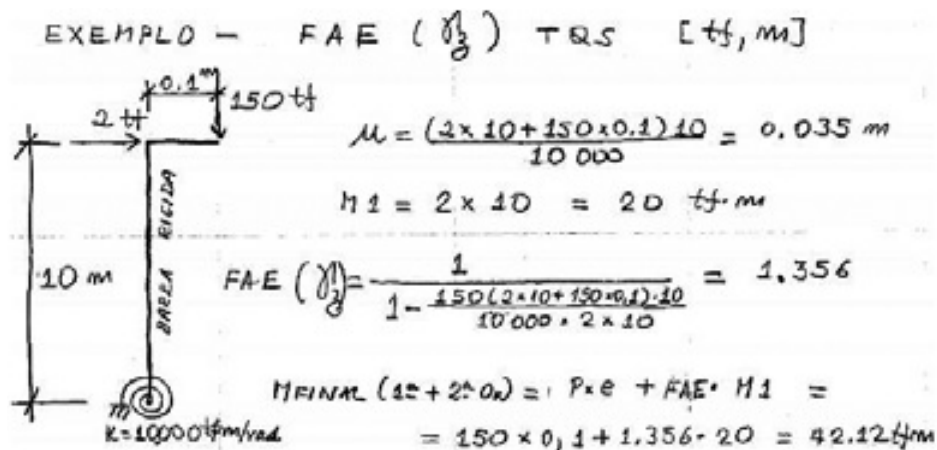 EXEMPLO - FAE (γz) TQS [tf, m]
0.1 m
150 tf
2 tf
μ = (2 × 10 + 150 × 0.1) 10 / 10 000 = 0.035 m
M1 = 2 × 10 = 20 tf·m
BARRA RIGIDA
10 m
FAE (γz) = 1 / (1 - 150 (2×10 + 150×0,1)·10 / 10 000 × 2 × 10) = 1.356
MFINAL (1ª + 2ª On) = P×e + FAE· M1 =
= 150 × 0,1 + 1.356 · 20 = 42.12 tfm
K=10000 tfm/rad